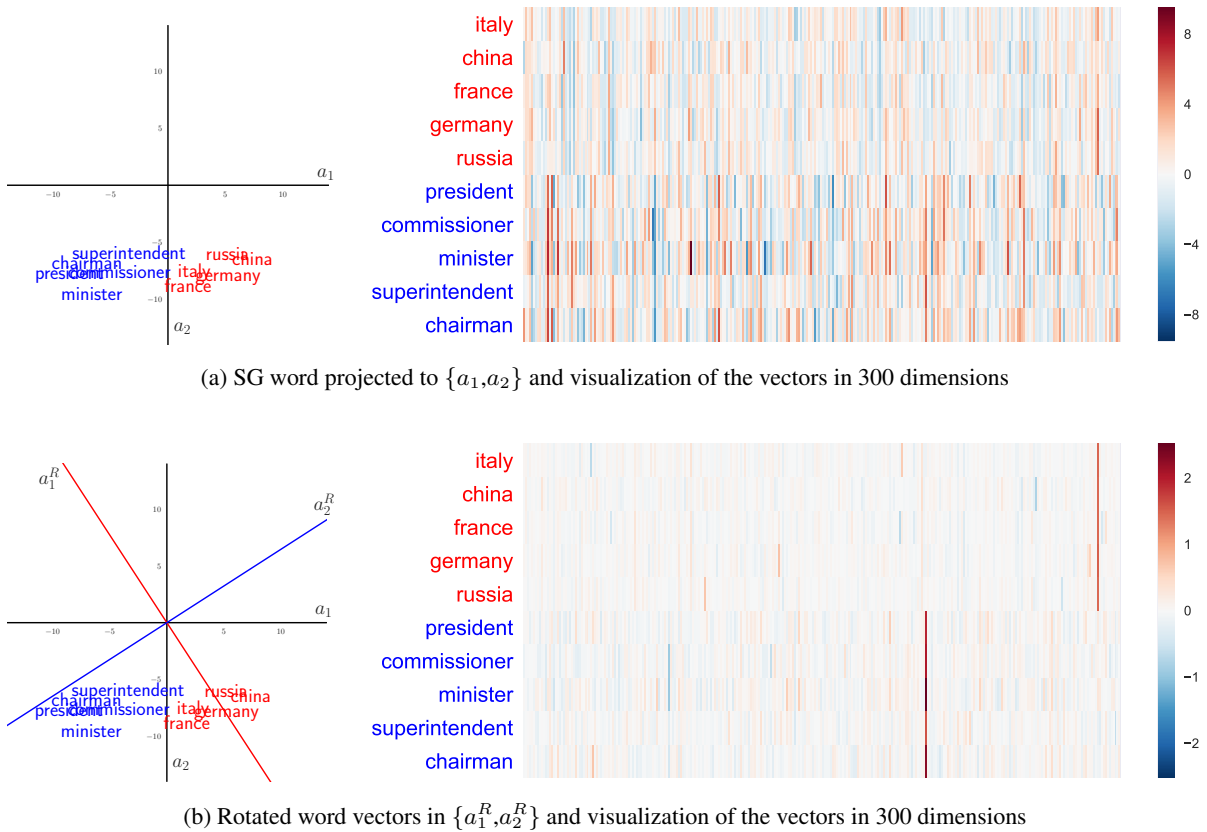 10
5
−10
−5
5
10
a₁
−5
−10
a₂
superintendent
chairman
president
commissioner
minister
russia
china
italy
germany
france
italy
china
france
germany
russia
president
commissioner
minister
superintendent
chairman
8
4
0
−4
−8
(a) SG word projected to {a₁,a₂} and visualization of the vectors in 300 dimensions
a₁ᴿ
a₂ᴿ
10
5
−10
−5
5
10
a₁
−5
−10
a₂
superintendent
chairman
president
commissioner
minister
russia
china
italy
germany
france
italy
china
france
germany
russia
president
commissioner
minister
superintendent
chairman
2
1
0
−1
−2
(b) Rotated word vectors in {a₁ᴿ,a₂ᴿ} and visualization of the vectors in 300 dimensions